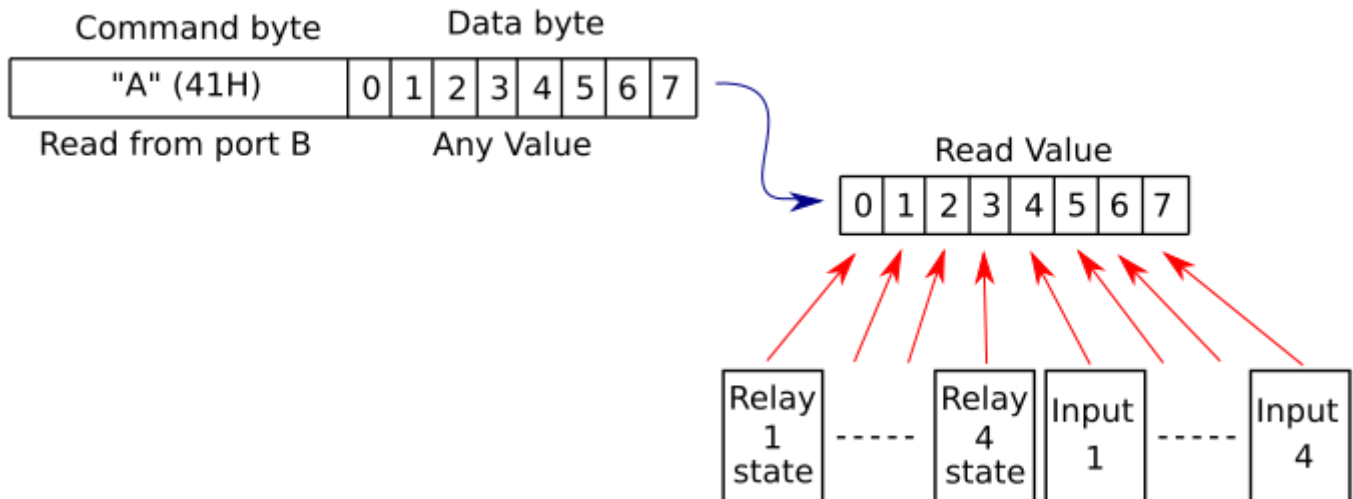 Command byte
Data byte
"A" (41H)
0 1 2 3 4 5 6 7
Read from port B
Any Value
Read Value
0 1 2 3 4 5 6 7
Relay
1
state
-----
Relay
4
state
Input
1
-----
Input
4